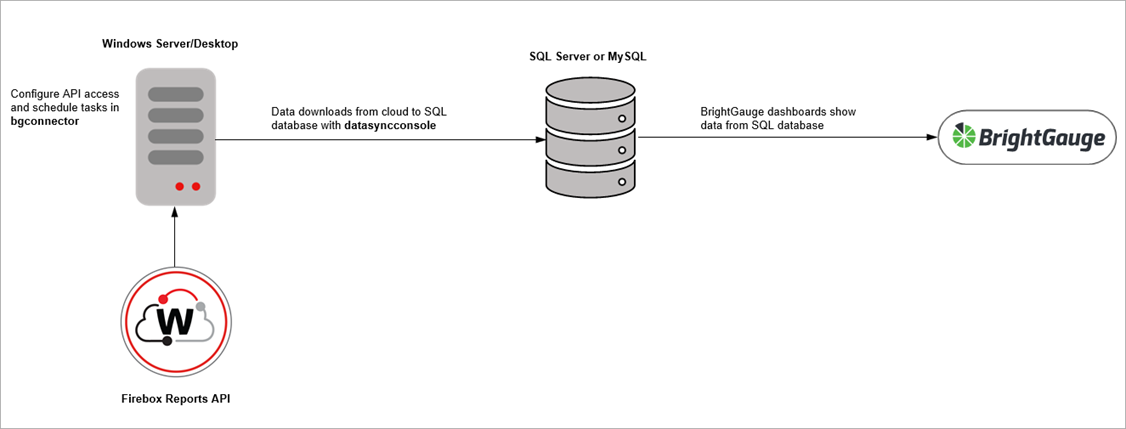 Windows Server/Desktop
Configure API access
and schedule tasks in
bgconnector
Data downloads from cloud to SQL
database with datasyncconsole
SQL Server or MySQL
BrightGauge dashboards show
data from SQL database
BrightGauge
W
Firebox Reports API